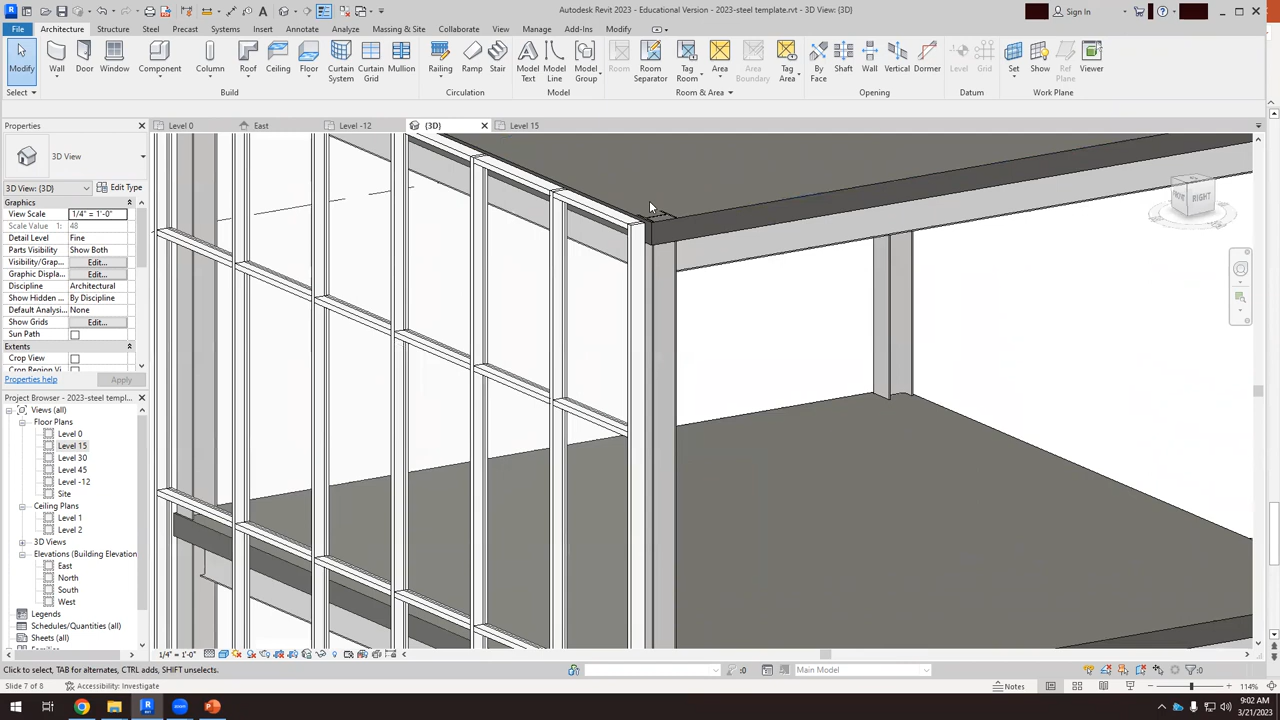 Autodesk Revit 2023 - Educational Version - 2023-steel template.rvt - 3D View: {3D}
Sign In
File Architecture Structure Steel Precast Systems Insert Annotate Analyze Massing & Site Collaborate View Manage Add-Ins Modify
Modify Wall Door Window Component Column Roof Ceiling Floor Curtain System Curtain Grid Mullion Railing Ramp Stair Model Text Model Line Model Group Room Room Separator Tag Room Area Area Boundary Tag Area By Face Shaft Wall Vertical Dormer Level Grid Set Show Ref Plane Viewer
Select Build Circulation Model Room & Area Opening Datum Work Plane
Properties
Level 0 East Level -12 {3D} Level 15
3D View
3D View: {3D} Edit Type
Graphics
View Scale 1/4" = 1'-0"
Scale Value 1: 48
Detail Level Fine
Parts Visibility Show Both
Visibility/Grap... Edit...
Graphic Displa... Edit...
Discipline Architectural
Show Hidden ... By Discipline
Default Analysi... None
Show Grids Edit...
Sun Path
Extents
Crop View
Crop Region Vi
Properties help Apply
Project Browser - 2023-steel templ...
Views (all)
Floor Plans
Level 0
Level 15
Level 30
Level 45
Level -12
Site
Ceiling Plans
Level 1
Level 2
3D Views
Elevations (Building Elevation
East
North
South
West
Legends
Schedules/Quantities (all)
Sheets (all)
RIGHT
1/4" = 1'-0"
Click to select, TAB for alternates, CTRL adds, SHIFT unselects.
:0 Main Model :0
Slide 7 of 8 Accessibility: Investigate Notes 114%
9:02 AM
3/21/2023